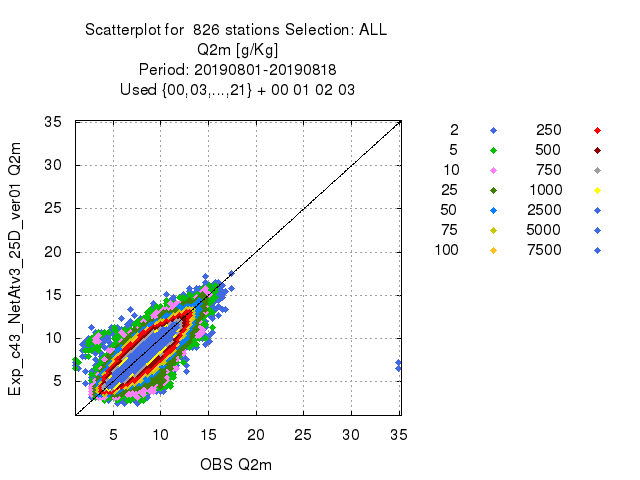 Scatterplot for 826 stations Selection: ALL
Q2m [g/Kg]
Period: 20190801-20190818
Used {00,03,...,21} + 00 01 02 03
35
30
25
20
15
10
5
5 10 15 20 25 30 35
Exp_c43_NetAtv3_25D_ver01 Q2m
OBS Q2m
2 250
5 500
10 750
25 1000
50 2500
75 5000
100 7500